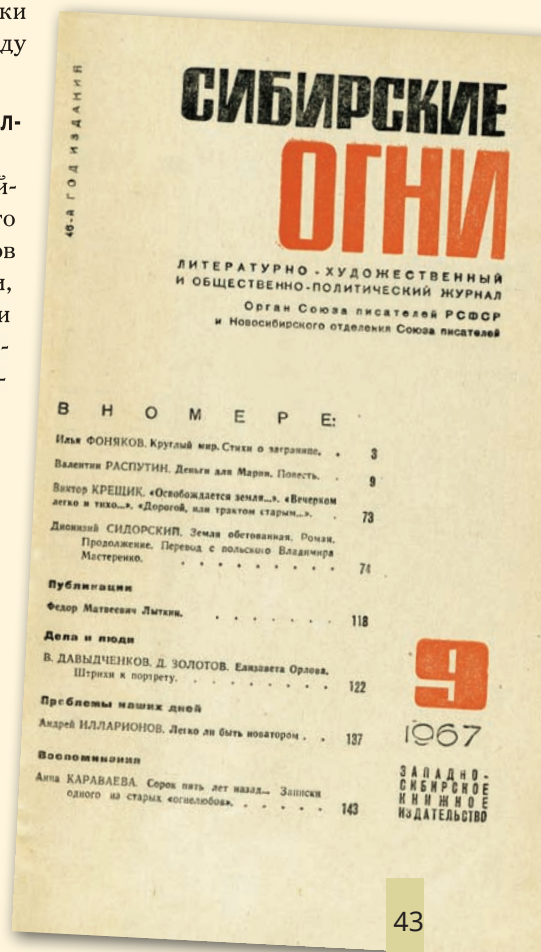 ки
ду
л-
й-
го
ов
и,
и
-
-
46-й ГОД ИЗДАНИЯ
СИБИРСКИЕ
ОГНИ
ЛИТЕРАТУРНО-ХУДОЖЕСТВЕННЫЙ
И ОБЩЕСТВЕННО-ПОЛИТИЧЕСКИЙ ЖУРНАЛ
Орган Союза писателей РСФСР
и Новосибирского отделения Союза писателей
В НОМЕРЕ:
Илья ФОНЯКОВ. Круглый мир. Стихи о загранице. . 3
Валентин РАСПУТИН. Деньги для Марии. Повесть. . 9
Виктор КРЕЩИК. «Освобождается земля...». «Вечерком
легко и тихо...», «Дорогой, или трактом старым...». . 73
Дионизий СИДОРСКИЙ. Земля обетованная. Роман.
Продолжение. Перевод с польского Владимира
Мастеренко. . . . . . . . . 74
Публикации
Федор Матвеевич Лыткин. . . . . . . 118
Дела и люди
В. ДАВЫДЧЕНКОВ. Д. ЗОЛОТОВ. Елизавета Орлова.
Штрихи к портрету. . . . . . . . 122
Проблемы наших дней
Андрей ИЛЛАРИОНОВ. Легко ли быть новатором . . 137
Воспоминания
Анна КАРАВАЕВА. Сорок пять лет назад... Записки
одного из старых «огнелюбов». . . . . . 143
9
1967
ЗАПАДНО-
СИБИРСКОЕ
КНИЖНОЕ
ИЗДАТЕЛЬСТВО
43